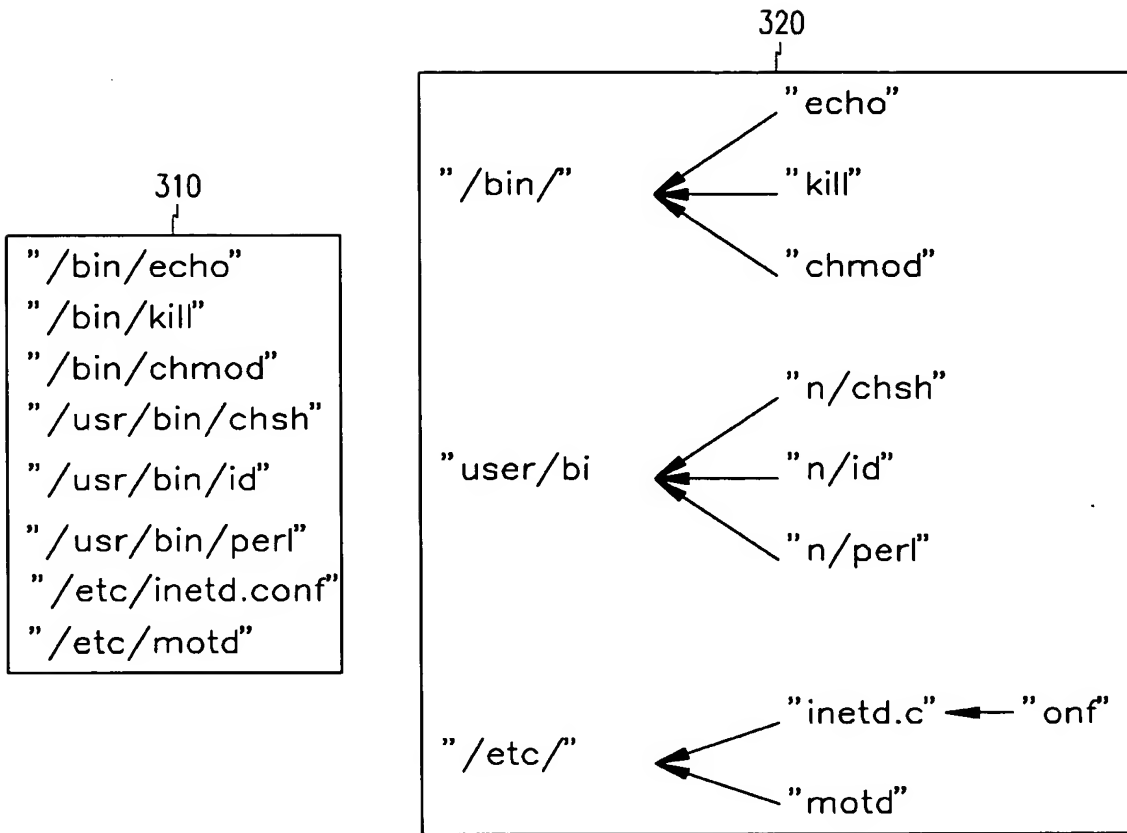 310
"/bin/echo"
"/bin/kill"
"/bin/chmod"
"/usr/bin/chsh"
"/usr/bin/id"
"/usr/bin/perl"
"/etc/inetd.conf"
"/etc/motd"
320
"/bin/"
"echo"
"kill"
"chmod"
"user/bi
"n/chsh"
"n/id"
"n/perl"
"/etc/"
"inetd.c" "onf"
"motd"